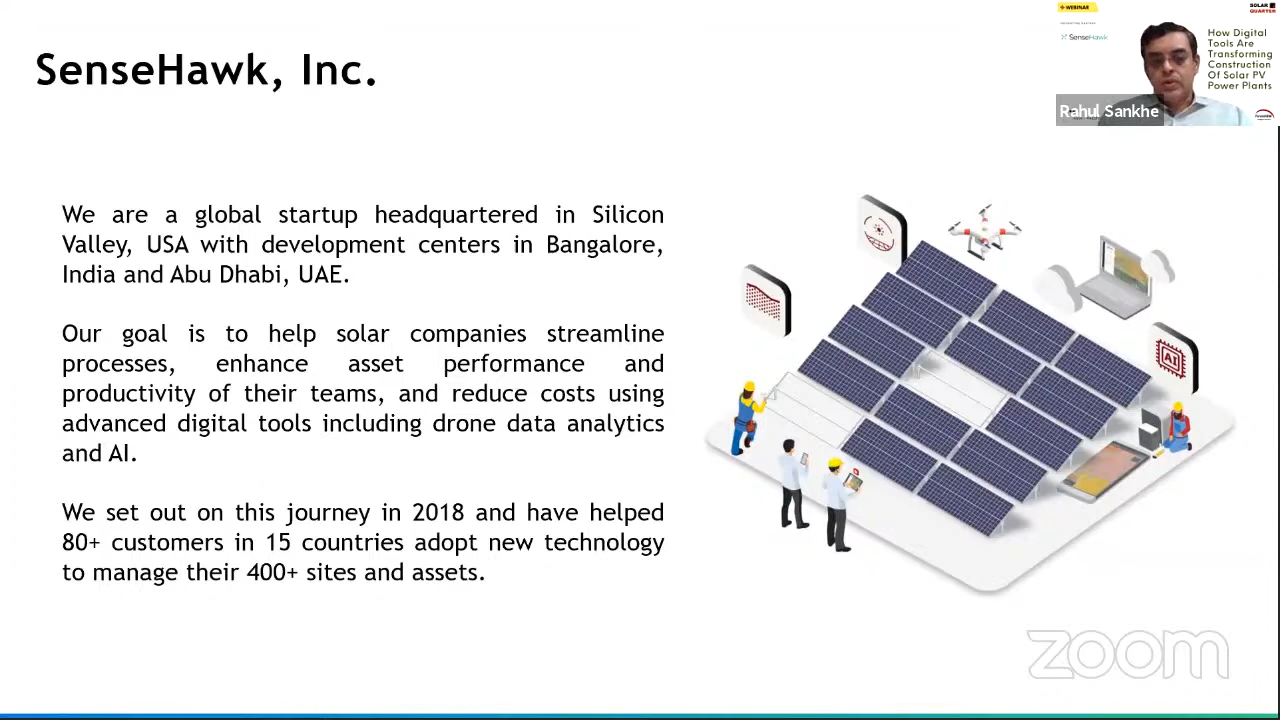 SenseHawk, Inc.
WEBINAR
SOLAR
QUARTER
SenseHawk
How Digital
Tools Are
Transforming
Construction
Of Solar PV
Power Plants
Rahul Sankhe
We are a global startup headquartered in Silicon
Valley, USA with development centers in Bangalore,
India and Abu Dhabi, UAE.
Our goal is to help solar companies streamline
processes, enhance asset performance and
productivity of their teams, and reduce costs using
advanced digital tools including drone data analytics
and AI.
We set out on this journey in 2018 and have helped
80+ customers in 15 countries adopt new technology
to manage their 400+ sites and assets.
AI
zoom